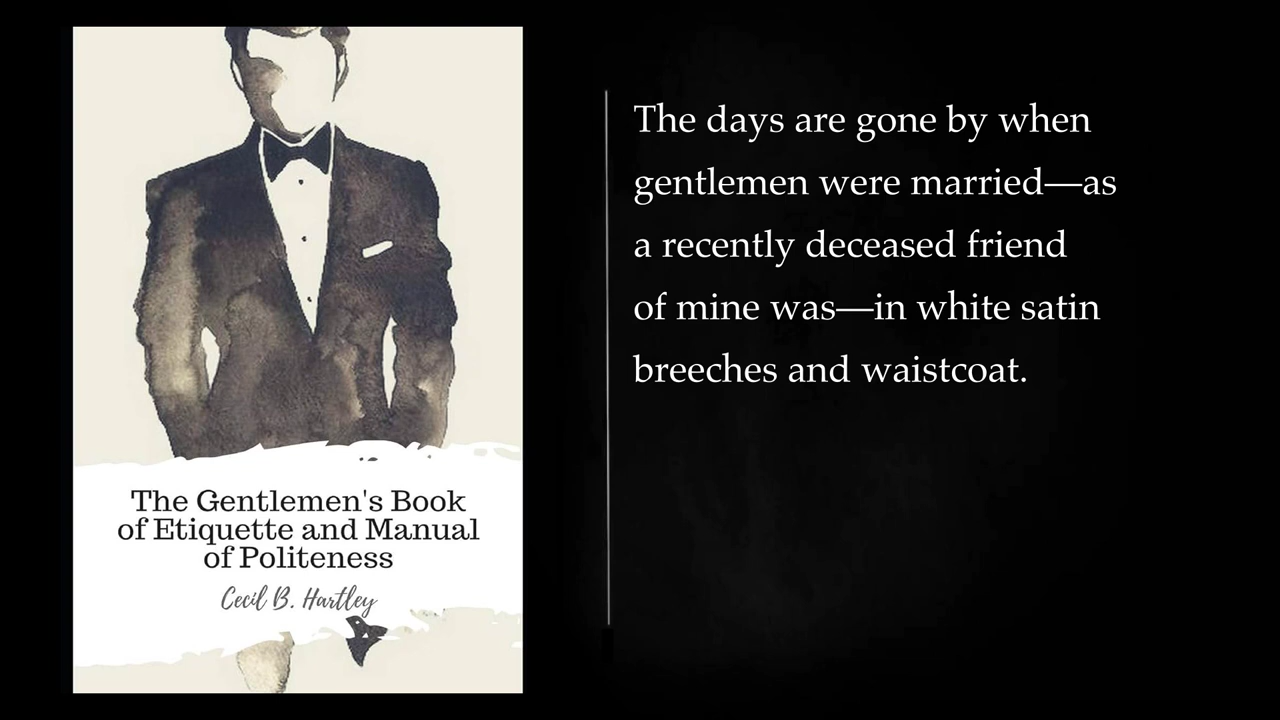 The Gentlemen's Book
of Etiquette and Manual
of Politeness
Cecil B. Hartley
The days are gone by when
gentlemen were married—as
a recently deceased friend
of mine was—in white satin
breeches and waistcoat.